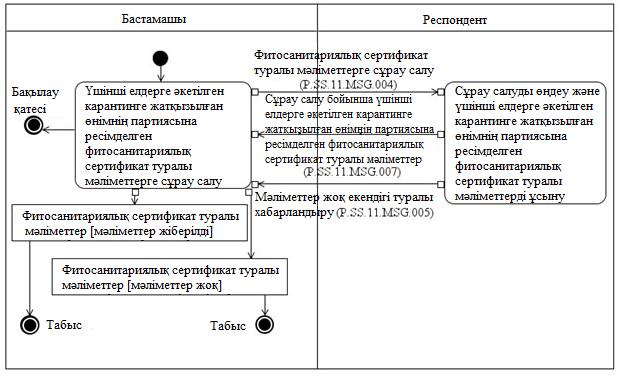 Бастамашы
Респондент
Бақылау
қатесі
Үшінші елдерге әкетілген
карантинге жатқызылған
өнімнің партиясына
ресімделген
фитосанитариялық
сертификат туралы
мәліметтерге сұрау салу
Фитосанитариялық сертификат
туралы мәліметтерге сұрау салу
(P.SS.11.MSG.004)
Сұрау салу бойынша үшінші
елдерге әкетілген карантинге
жатқызылған өнімнің партиясына
ресімделген фитосанитариялық
сертификат туралы мәліметтер
(P.SS.11.MSG.007)
Мәліметтер жоқ екендігі туралы
хабарландыру (P.SS.11.MSG.005)
Сұрау салуды өңдеу және
үшінші елдерге әкетілген
карантинге жатқызылған
өнімнің партиясына
ресімделген
фитосанитариялық
сертификат туралы
мәліметтерді ұсыну
Фитосанитариялық сертификат туралы
мәліметтер [мәліметтер жіберілді]
Фитосанитариялық сертификат туралы
мәліметтер [мәліметтер жоқ]
Табыс
Табыс